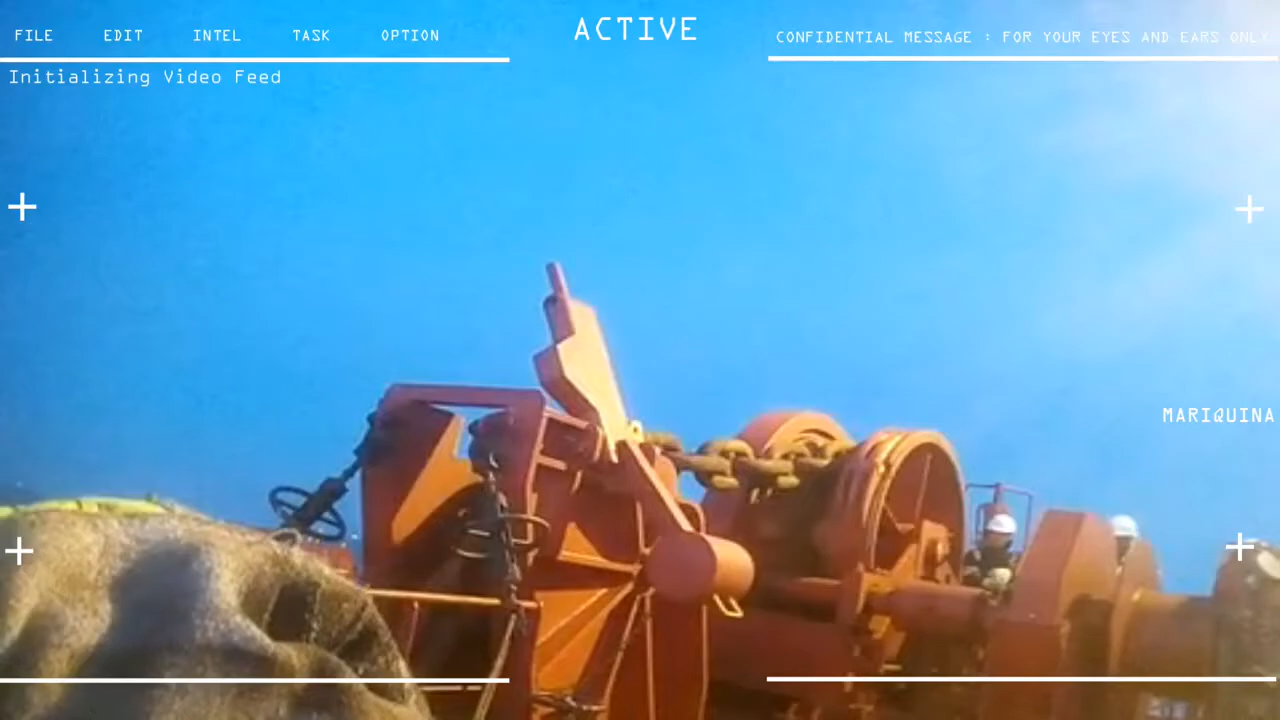 FILE EDIT INTEL TASK OPTION
ACTIVE
CONFIDENTIAL MESSAGE : FOR YOUR EYES AND EARS ONLY
Initializing Video Feed
MARIQUINA